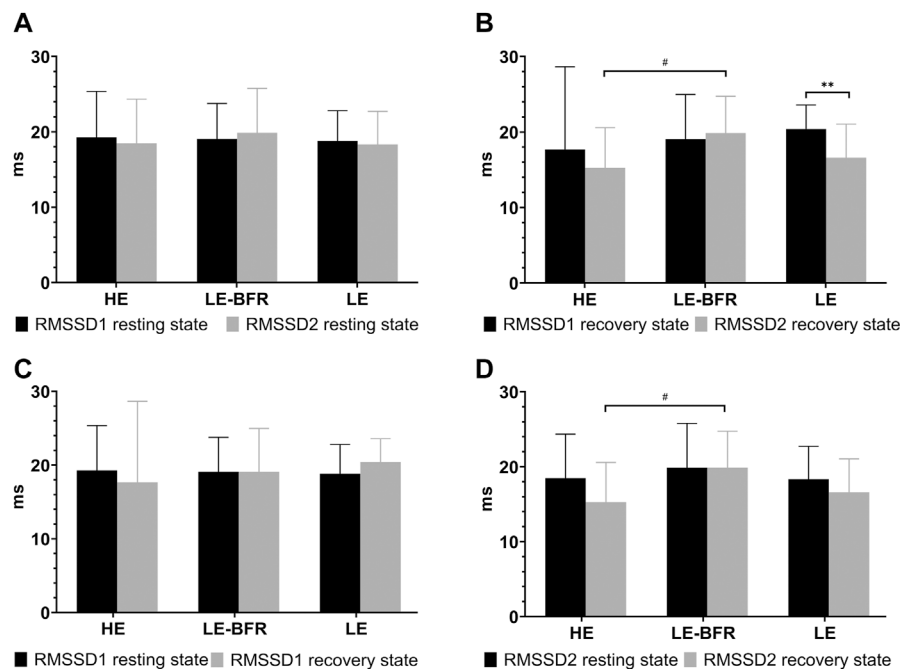 A
30
20
10
0
ms
HE LE-BFR LE
RMSSD1 resting state RMSSD2 resting state
B
30
20
10
0
ms
#
**
HE LE-BFR LE
RMSSD1 recovery state RMSSD2 recovery state
C
30
20
10
0
ms
HE LE-BFR LE
RMSSD1 resting state RMSSD1 recovery state
D
30
20
10
0
ms
#
HE LE-BFR LE
RMSSD2 resting state RMSSD2 recovery state